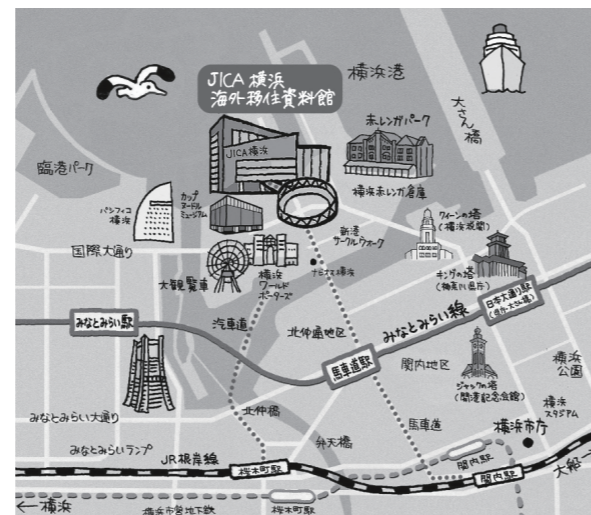 JICA 横浜
海外移住資料館
横浜港
大さん橋
臨港パーク
JICA横浜
赤レンガパーク
横浜赤レンガ倉庫
パシフィコ
横浜
カップ
ヌードル
ミュージアム
国際大通り
新港
サークルウォーク
クイーンの塔
(横浜税関)
大観覧車
横浜
ワールド
ポーターズ
ナビオス横浜
キングの塔
(神奈川県庁)
みなとみらい駅
汽車道
北仲通地区
みなとみらい線
日本大通り駅
馬車道駅
関内地区
ジャックの塔
(開港記念会館)
横浜
公園
みなとみらい大通り
北仲橋
馬車道
横浜
スタジアム
みなとみらいランプ
弁天橋
横浜市庁
JR根岸線
桜木町駅
関内駅
関内駅
大船→
←横浜
横浜市営地下鉄
桜木町駅